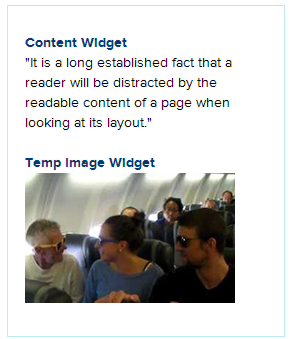 Content Widget
"It is a long established fact that a
reader will be distracted by the
readable content of a page when
looking at its layout."
Temp Image Widget